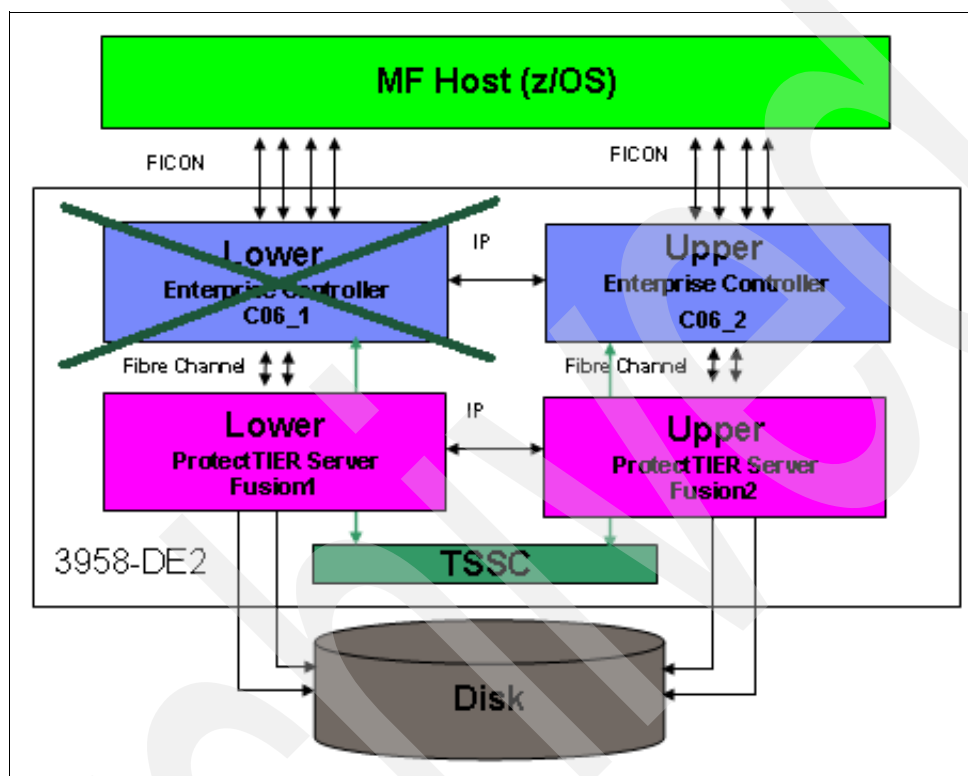 MF Host (z/OS)
FICON
FICON
Lower
Enterprise Controller
C06_1
IP
Upper
Enterprise Controller
C06_2
Fibre Channel
Fibre Channel
Lower
ProtectTIER Server
Fusion1
IP
Upper
ProtectTIER Server
Fusion2
3958-DE2
TSSC
Disk